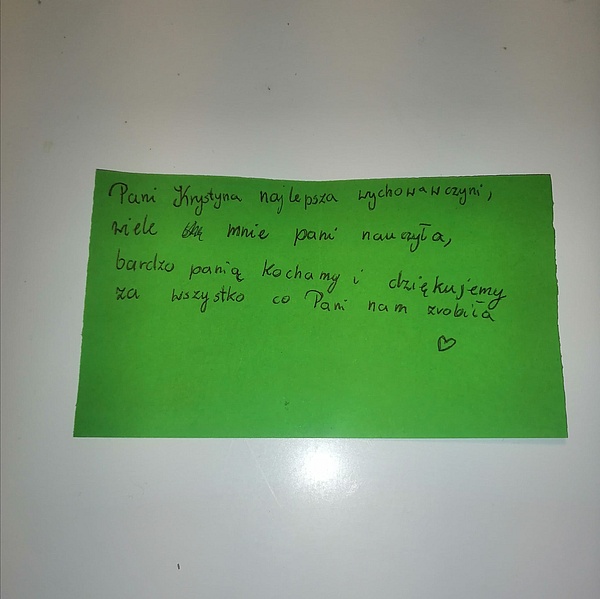 Pani Krystyna najlepsza wychowawczyni,
wiele mnie pani nauczyła,
bardzo panią kochamy i dziękujemy
za wszystko co Pani nam zrobiła
♡